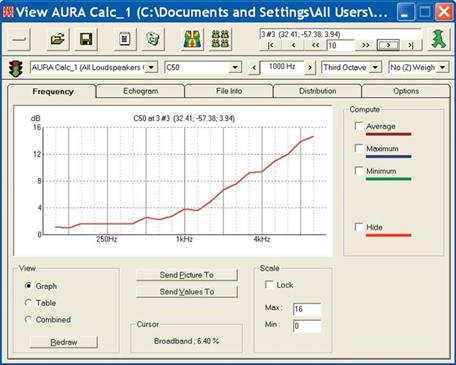 View AURA Calc_1 (C:\Documents and Settings\All Users\...
3 #3 (32.41; -57.38; 3.94)
|< < << 10 >> > >|
AURA Calc_1 (All Loudspeakers C50 < 1000 Hz > Third Octave No (Z) Weigh
Frequency Echogram File Info Distribution Options
dB C50 at 3 #3 (32.41; -57.38; 3.94)
16
12
8
4
0
250Hz 1kHz 4kHz
Compute
Average
Maximum
Minimum
Hide
View
Graph
Table
Combined
Redraw
Send Picture To
Send Values To
Cursor
Broadband ; 6.40 %
Scale
Lock
Max : 16
Min : 0